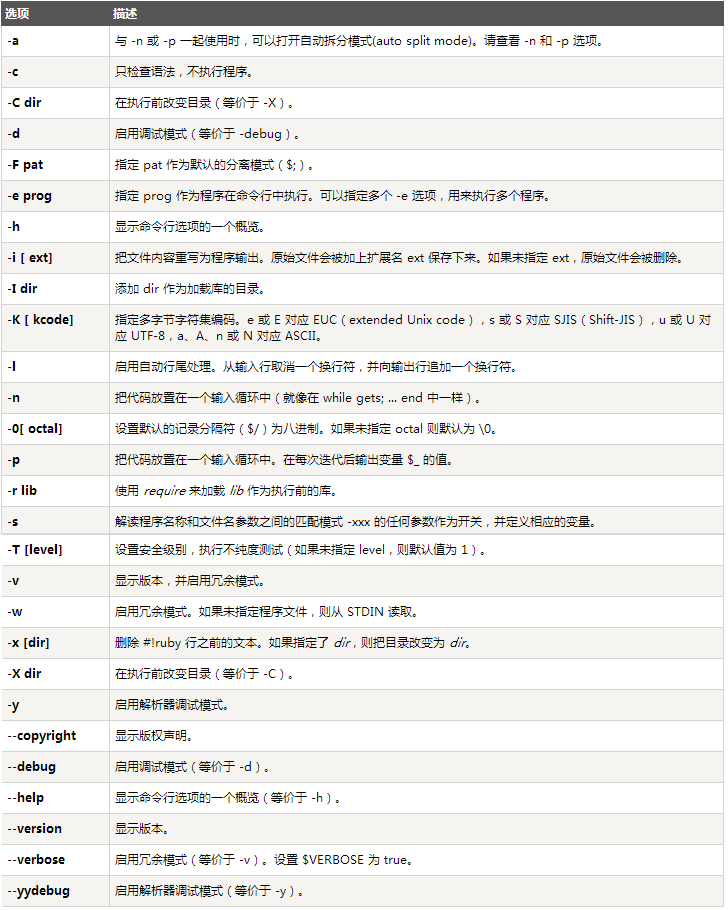 选项 描述
-a 与 -n 或 -p 一起使用时，可以打开自动拆分模式(auto split mode)。请查看 -n 和 -p 选项。
-c 只检查语法，不执行程序。
-C dir 在执行前改变目录（等价于 -X）。
-d 启用调试模式（等价于 -debug）。
-F pat 指定 pat 作为默认的分离模式（$;）。
-e prog 指定 prog 作为程序在命令行中执行。可以指定多个 -e 选项，用来执行多个程序。
-h 显示命令行选项的一个概览。
-i [ ext] 把文件内容重写为程序输出。原始文件会被加上扩展名 ext 保存下来。如果未指定 ext，原始文件会被删除。
-I dir 添加 dir 作为加载库的目录。
-K [ kcode] 指定多字节字符集编码。e 或 E 对应 EUC（extended Unix code），s 或 S 对应 SJIS（Shift-JIS），u 或 U 对
应 UTF-8，a、A、n 或 N 对应 ASCII。
-l 启用自动行尾处理。从输入行取消一个换行符，并向输出行追加一个换行符。
-n 把代码放置在一个输入循环中（就像在 while gets; ... end 中一样）。
-0[ octal] 设置默认的记录分隔符（$/）为八进制。如果未指定 octal 则默认为 \0。
-p 把代码放置在一个输入循环中。在每次迭代后输出变量 $_ 的值。
-r lib 使用 require 来加载 lib 作为执行前的库。
-s 解读程序名称和文件名参数之间的匹配模式 -xxx 的任何参数作为开关，并定义相应的变量。
-T [level] 设置安全级别，执行不纯度测试（如果未指定 level，则默认值为 1）。
-v 显示版本，并启用冗余模式。
-w 启用冗余模式。如果未指定程序文件，则从 STDIN 读取。
-x [dir] 删除 #!ruby 行之前的文本。如果指定了 dir，则把目录改变为 dir。
-X dir 在执行前改变目录（等价于 -C）。
-y 启用解析器调试模式。
--copyright 显示版权声明。
--debug 启用调试模式（等价于 -d）。
--help 显示命令行选项的一个概览（等价于 -h）。
--version 显示版本。
--verbose 启用冗余模式（等价于 -v）。设置 $VERBOSE 为 true。
--yydebug 启用解析器调试模式（等价于 -y）。